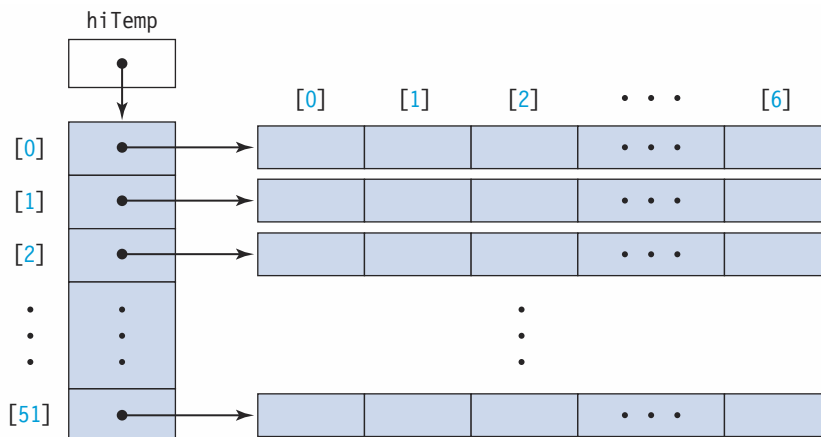 hiTemp
[0] [1] [2] • • • [6]
[0] • • •
[1] • • •
[2] • • •
[51] • • •